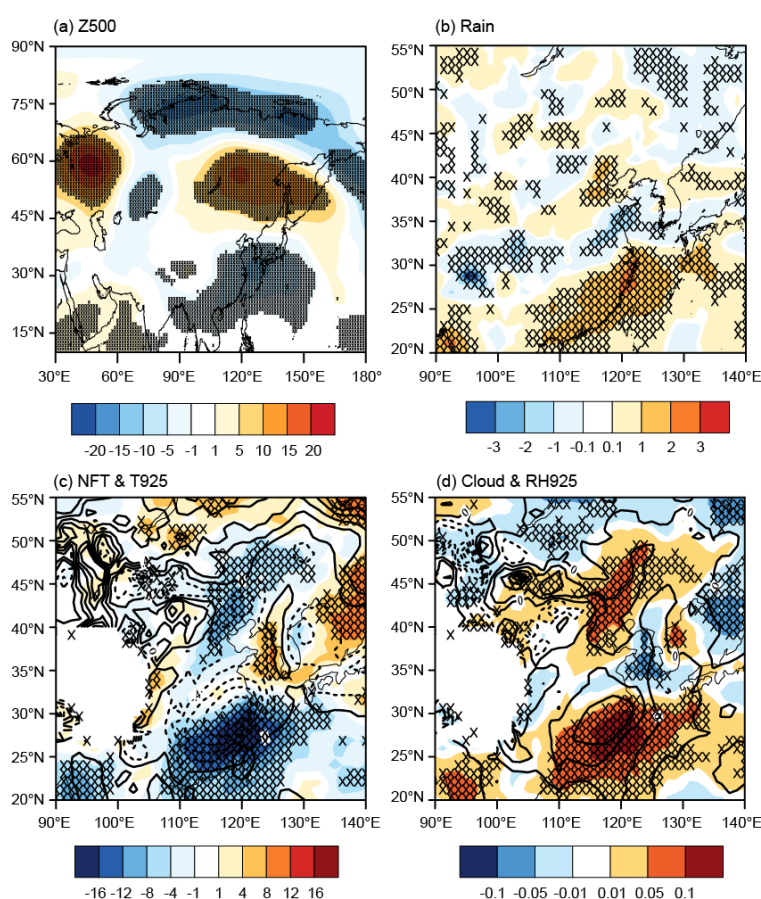 (a) Z500
(b) Rain
90°N
75°N
60°N
45°N
30°N
15°N
30°E 60°E 90°E 120°E 150°E 180°
55°N
50°N
45°N
40°N
35°N
30°N
25°N
20°N
90°E 100°E 110°E 120°E 130°E 140°E
-20 -15 -10 -5 -1 1 5 10 15 20
-3 -2 -1 -0.1 0.1 1 2 3
(c) NFT & T925
(d) Cloud & RH925
55°N
50°N
45°N
40°N
35°N
30°N
25°N
20°N
90°E 100°E 110°E 120°E 130°E 140°E
55°N
50°N
45°N
40°N
35°N
30°N
25°N
20°N
90°E 100°E 110°E 120°E 130°E 140°E
-16 -12 -8 -4 -1 1 4 8 12 16
-0.1 -0.05 -0.01 0.01 0.05 0.1